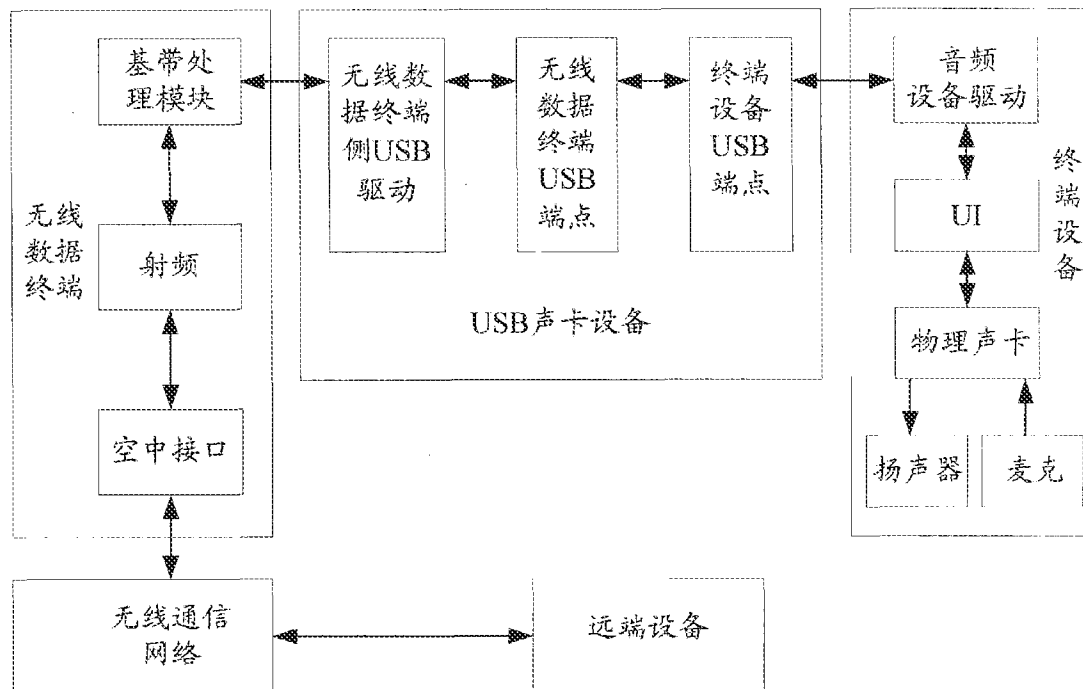 基带处
理模块
无线数
据终端
侧USB
驱动
无线
数据
终端
USB
端点
终端
设备
USB
端点
音频
设备驱动
无线
数据
终端
射频
UI
终
端
设
备
USB声卡设备
物理声卡
空中接口
扬声器
麦克
无线通信
网络
远端设备